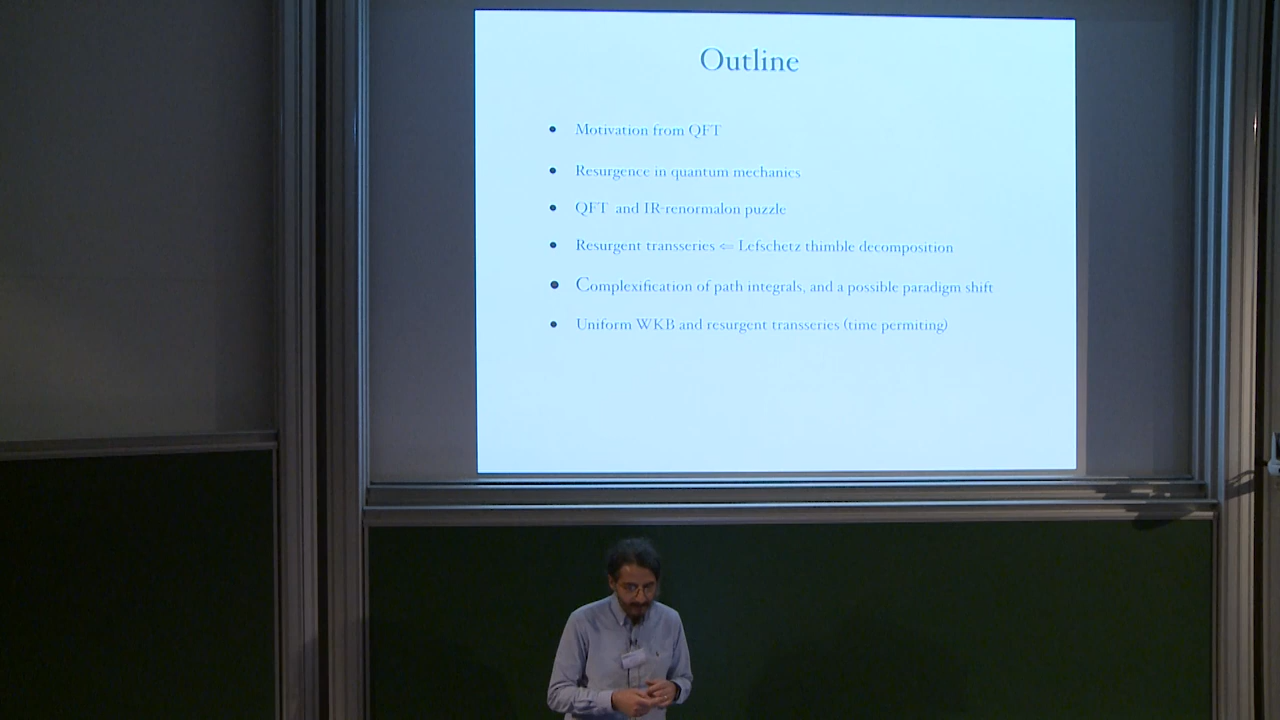 Outline
• Motivation from QFT
• Resurgence in quantum mechanics
• QFT and IR-renormalon puzzle
• Resurgent transseries ⇐ Lefschetz thimble decomposition
• Complexification of path integrals, and a possible paradigm shift
• Uniform WKB and resurgent transseries (time permiting)